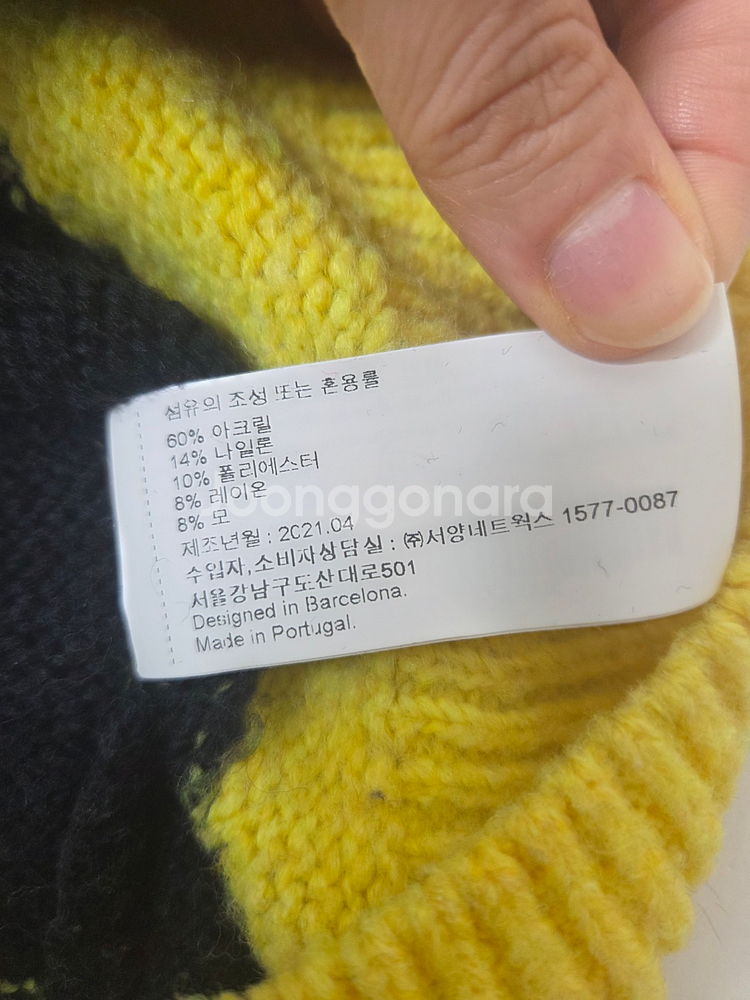 섬유의 조성 또는 혼용률
60% 아크릴
14% 나일론
10% 폴리에스터
8% 레이온
8% 모
제조년월 : 2021.04
수입자,소비자상담실 : ㈜서양네트웍스 1577-0087
서울강남구도산대로501
Designed in Barcelona.
Made in Portugal.
Joonggonara